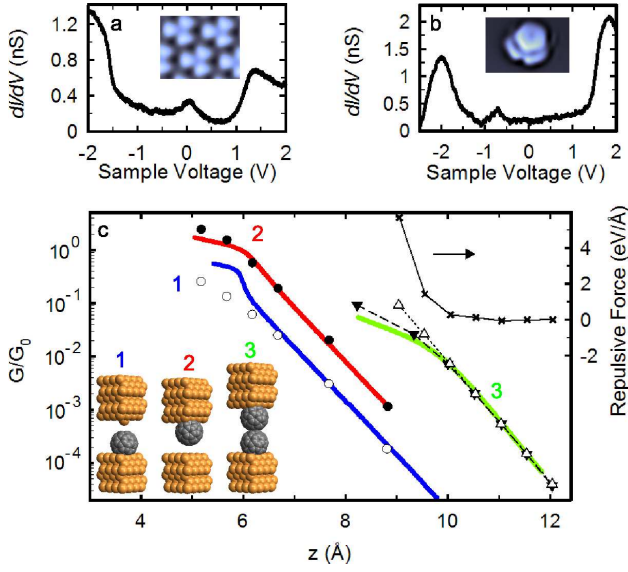 a
dI/dV (nS)
1.2
0.8
0.4
0.0
-2 -1 0 1 2
Sample Voltage (V)
b
dI/dV (nS)
2.0
1.5
1.0
0.5
0.0
-2 -1 0 1 2
Sample Voltage (V)
c
G/G0
10^0
10^-1
10^-2
10^-3
10^-4
2
1
3
1 2 3
Repulsive Force (eV/Å)
4
2
0
-2
4 6 8 10 12
z (Å)